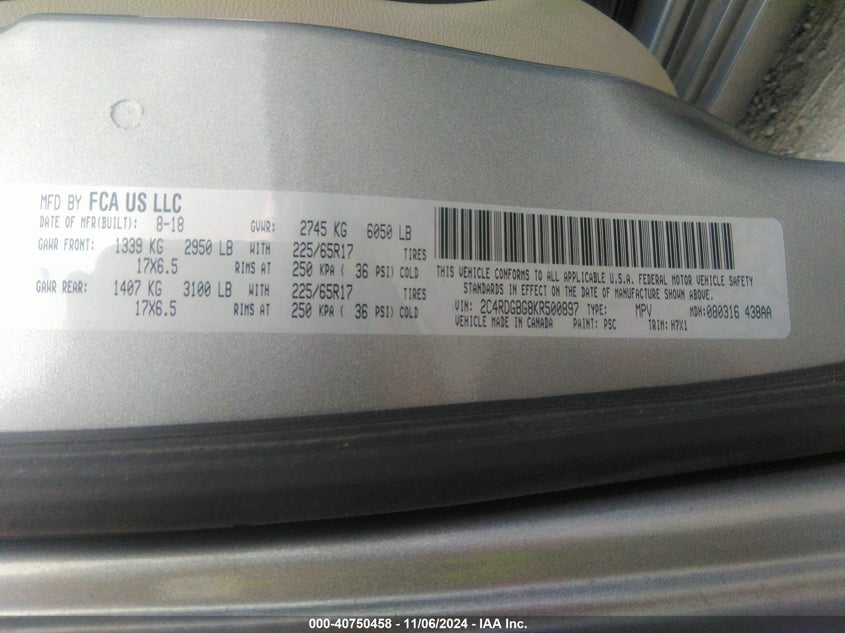 MFD BY FCA US LLC
DATE OF MFR(BUILT): 8-18 GVWR: 2745 KG 6050 LB
GAWR FRONT: 1339 KG 2950 LB WITH 225/65R17 TIRES
17X6.5 RIMS AT 250 KPA ( 36 PSI) COLD
GAWR REAR: 1407 KG 3100 LB WITH 225/65R17 TIRES
17X6.5 RIMS AT 250 KPA ( 36 PSI) COLD
THIS VEHICLE CONFORMS TO ALL APPLICABLE U.S.A. FEDERAL MOTOR VEHICLE SAFETY
STANDARDS IN EFFECT ON THE DATE OF MANUFACTURE SHOWN ABOVE.
VIN: 2C4RDGBG8KR500897 TYPE: MPV MDH: 080316 438AA
VEHICLE MADE IN CANADA PAINT: PSC TRIM: H7X1
000-40750458 - 11/06/2024 - IAA Inc.